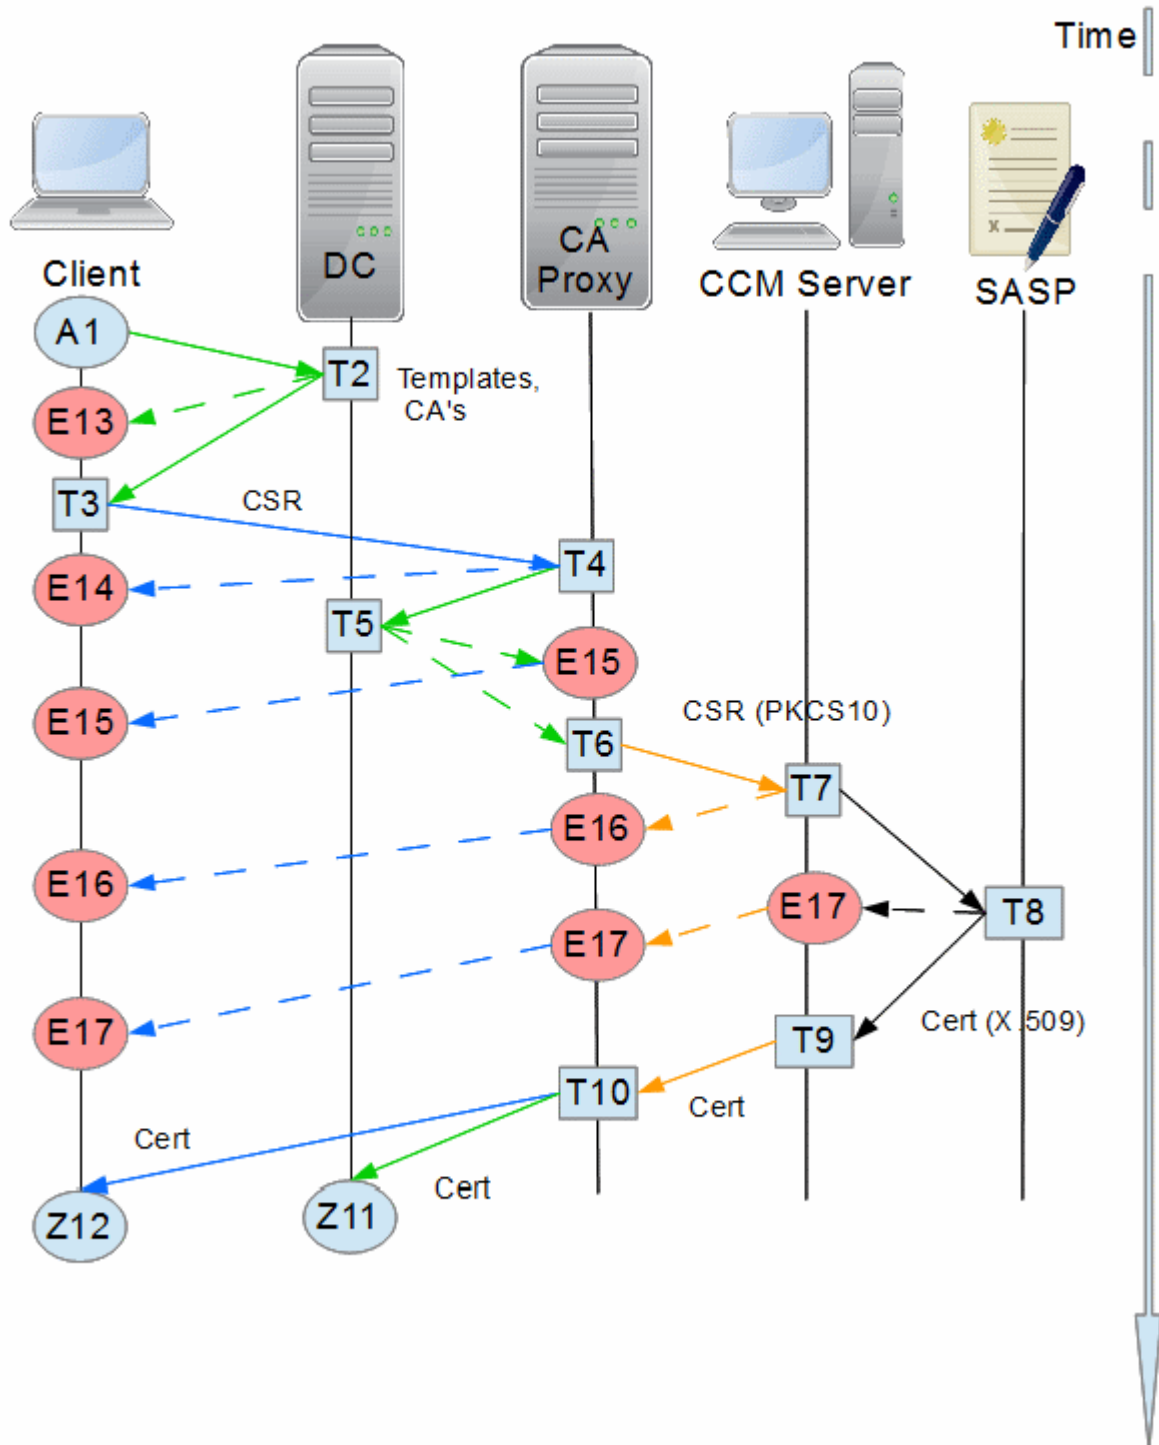 Time
Client
DC
CA
Proxy
CCM Server
SASP
A1
T2
Templates,
CA's
E13
T3
CSR
T4
E14
T5
E15
E15
CSR (PKCS10)
T6
T7
E16
E16
E17
T8
E17
E17
Cert (X.509)
T9
T10
Cert
Cert
Cert
Z12
Z11
X